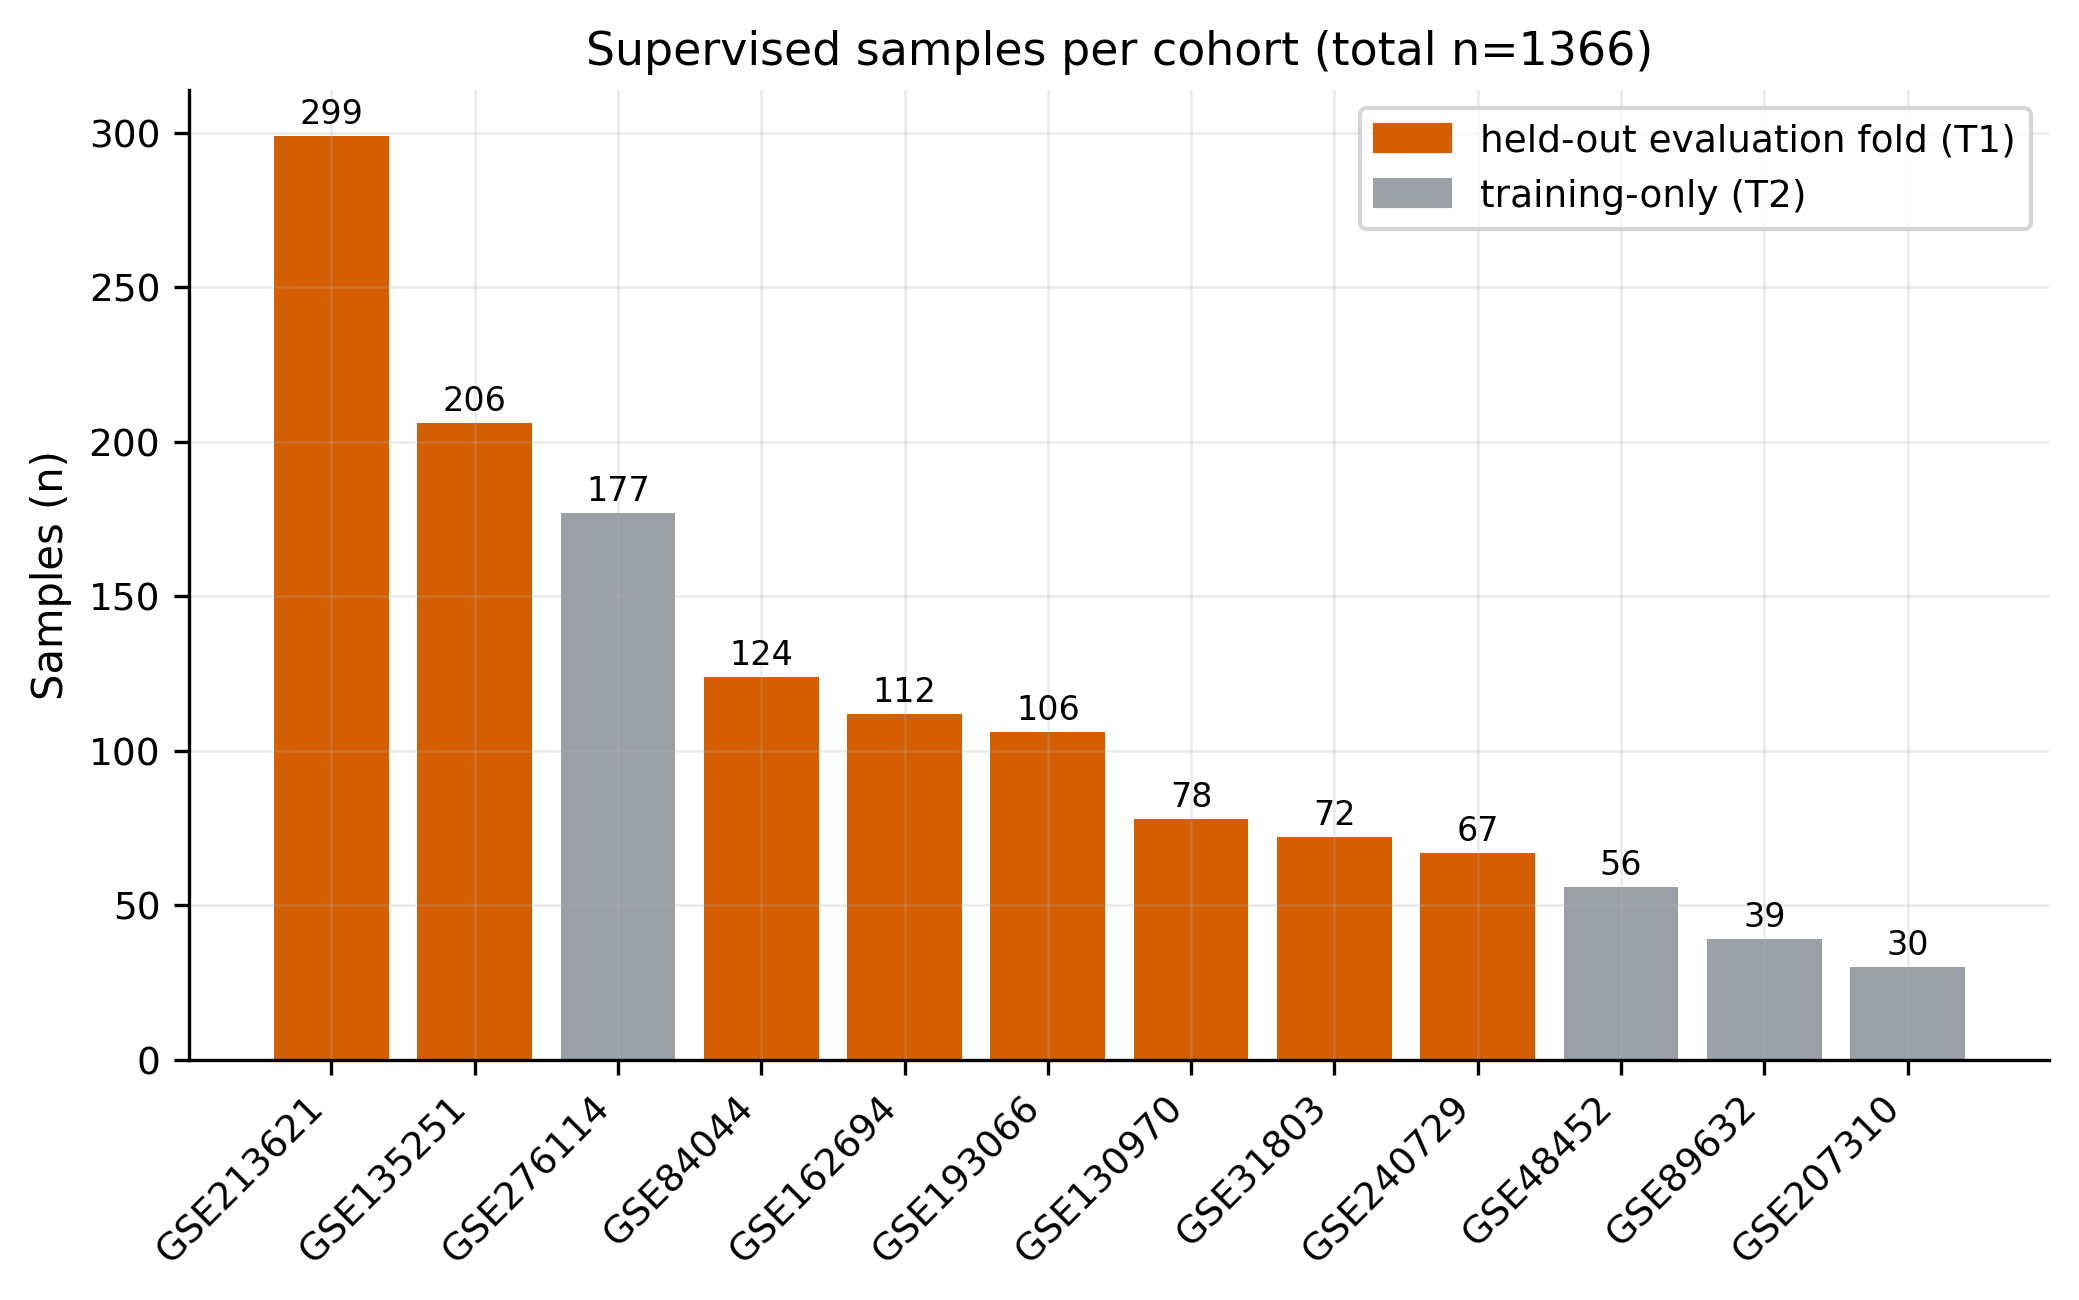 Supervised samples per cohort (total n=1366)
held-out evaluation fold (T1)
training-only (T2)
Samples (n)
300
250
200
150
100
50
0
299
206
177
124
112
106
78
72
67
56
39
30
GSE213621
GSE135251
GSE276114
GSE84044
GSE162694
GSE193066
GSE130970
GSE31803
GSE240729
GSE48452
GSE89632
GSE207310